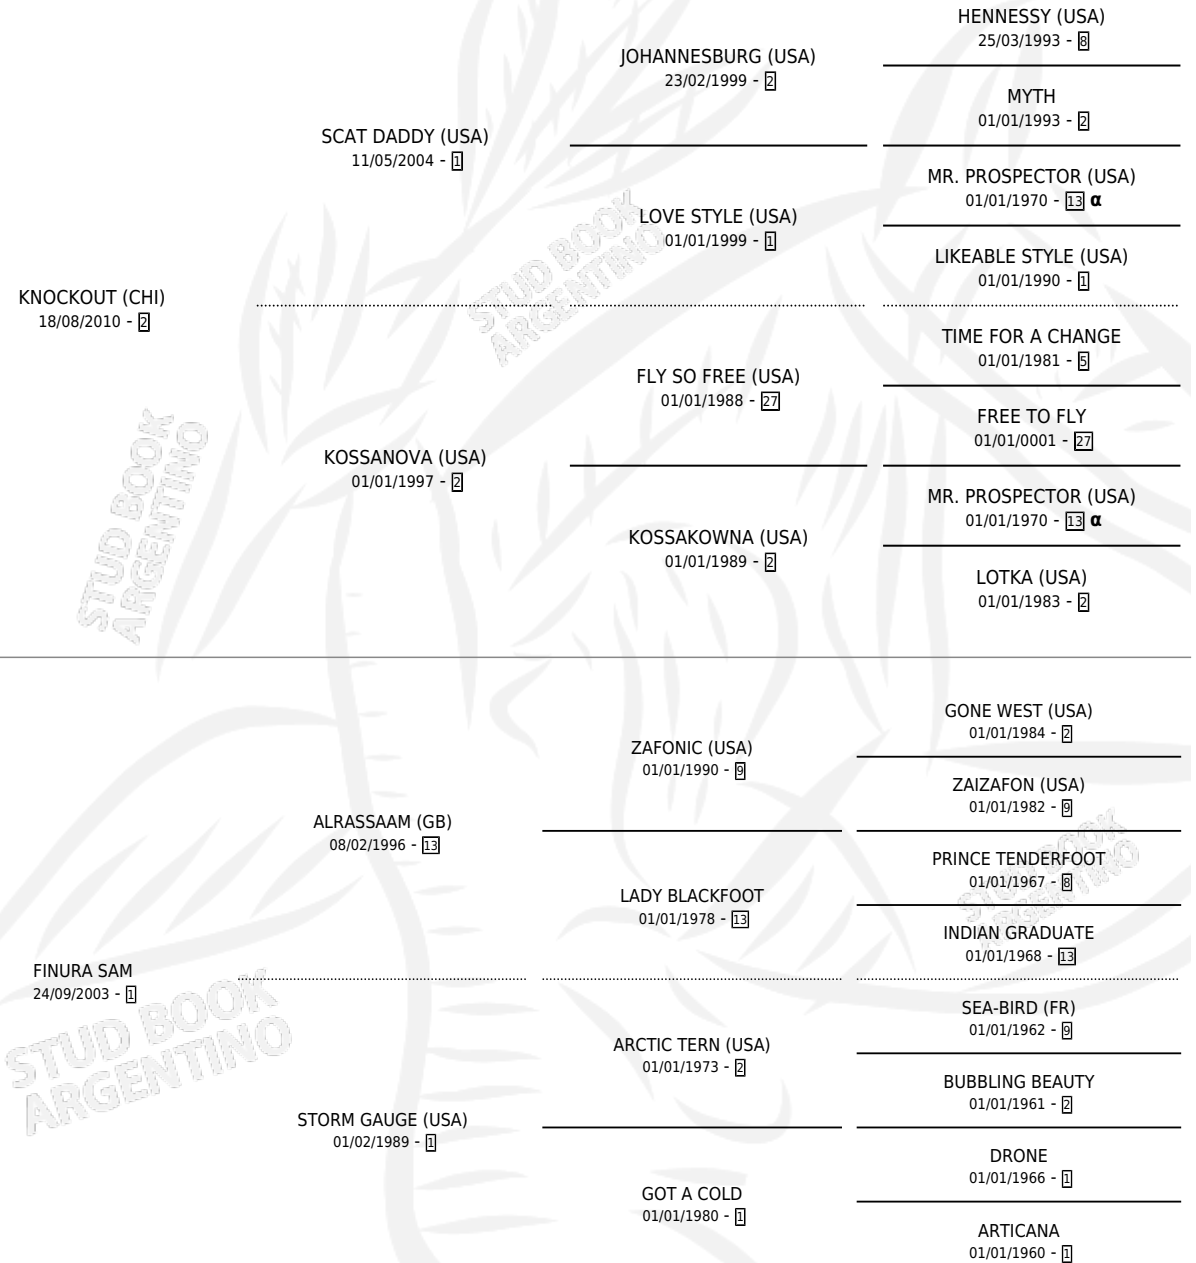 HENNESSY (USA)
25/03/1993 - 8
JOHANNESBURG (USA)
23/02/1999 - 2
MYTH
01/01/1993 - 2
SCAT DADDY (USA)
11/05/2004 - 1
MR. PROSPECTOR (USA)
01/01/1970 - 13 α
LOVE STYLE (USA)
01/01/1999 - 1
LIKEABLE STYLE (USA)
01/01/1990 - 1
KNOCKOUT (CHI)
18/08/2010 - 2
TIME FOR A CHANGE
01/01/1981 - 5
FLY SO FREE (USA)
01/01/1988 - 27
FREE TO FLY
01/01/0001 - 27
KOSSANOVA (USA)
01/01/1997 - 2
MR. PROSPECTOR (USA)
01/01/1970 - 13 α
KOSSAKOWNA (USA)
01/01/1989 - 2
LOTKA (USA)
01/01/1983 - 2
GONE WEST (USA)
01/01/1984 - 2
ZAFONIC (USA)
01/01/1990 - 9
ZAIZAFON (USA)
01/01/1982 - 9
ALRASSAAM (GB)
08/02/1996 - 13
PRINCE TENDERFOOT
01/01/1967 - 8
LADY BLACKFOOT
01/01/1978 - 13
INDIAN GRADUATE
01/01/1968 - 13
FINURA SAM
24/09/2003 - 1
SEA-BIRD (FR)
01/01/1962 - 9
ARCTIC TERN (USA)
01/01/1973 - 2
BUBBLING BEAUTY
01/01/1961 - 2
STORM GAUGE (USA)
01/02/1989 - 1
DRONE
01/01/1966 - 1
GOT A COLD
01/01/1980 - 1
ARTICANA
01/01/1960 - 1
STUD BOOK
ARGENTINO
STUD BOOK
ARGENTINO
STUD BOOK
ARGENTINO
STUD BOOK
ARGENTINO